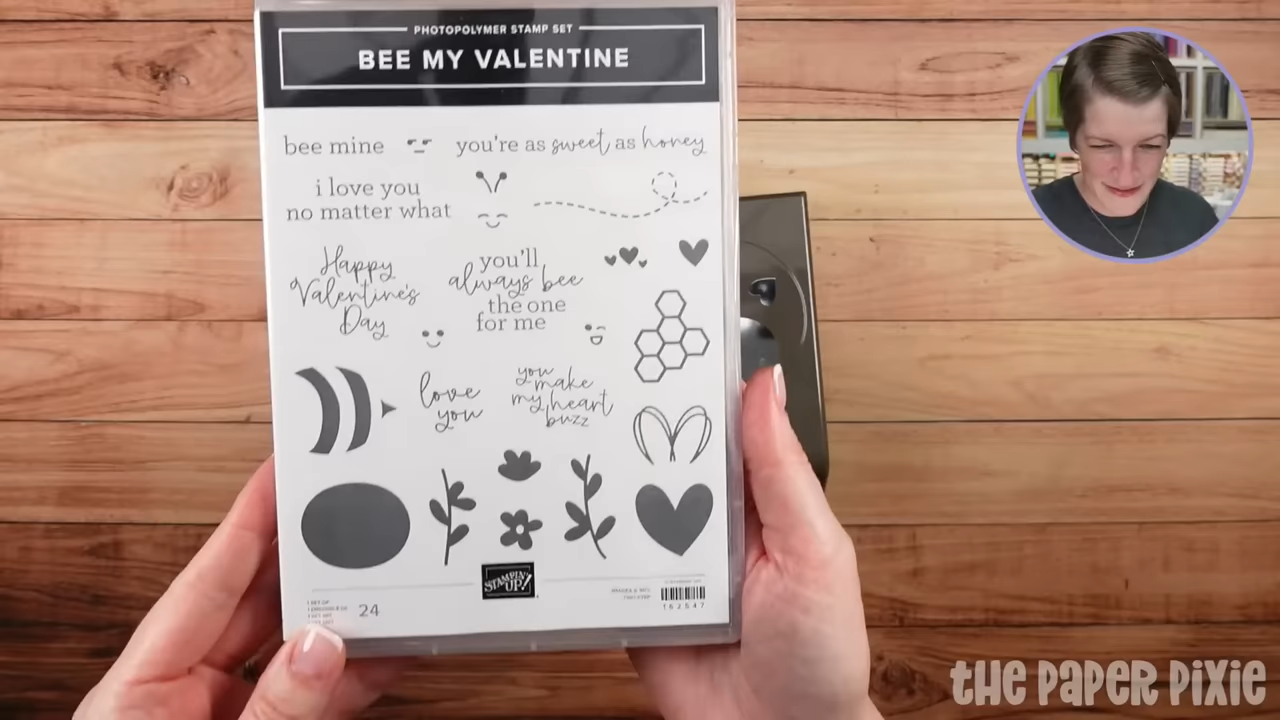 PHOTOPOLYMER STAMP SET
BEE MY VALENTINE
bee mine
you're as sweet as honey
i love you
no matter what
Happy
Valentine's
Day
you'll
always bee
the one
for me
love
you
you
make
my heart
buzz
STAMPIN'
UP!
24
162547
the PAPER PIXIE